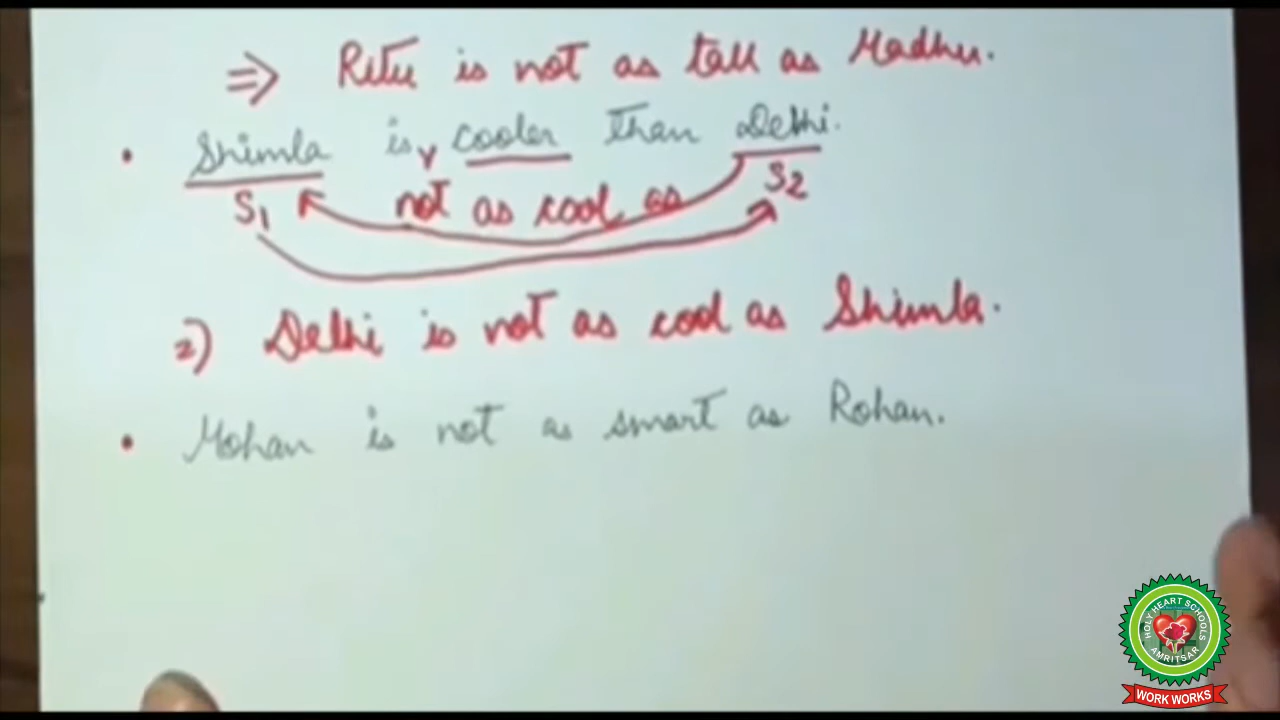 ⇒ Ritu is not as tall as Madhu.
• Shimla is cooler than Delhi.
S1 not as cool as S2
2) Delhi is not as cool as Shimla.
• Mohan is not as smart as Rohan.
HOLY HEART SCHOOLS
AMRITSAR
WORK WORKS